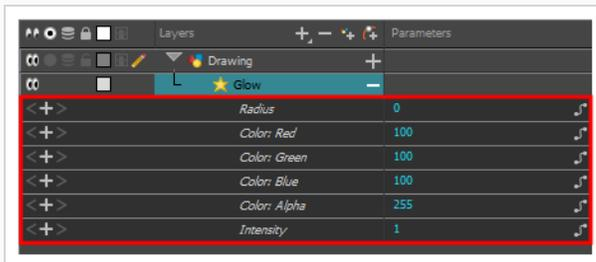 Layers Parameters
Drawing
Glow
Radius 0
Color: Red 100
Color: Green 100
Color: Blue 100
Color: Alpha 255
Intensity 1